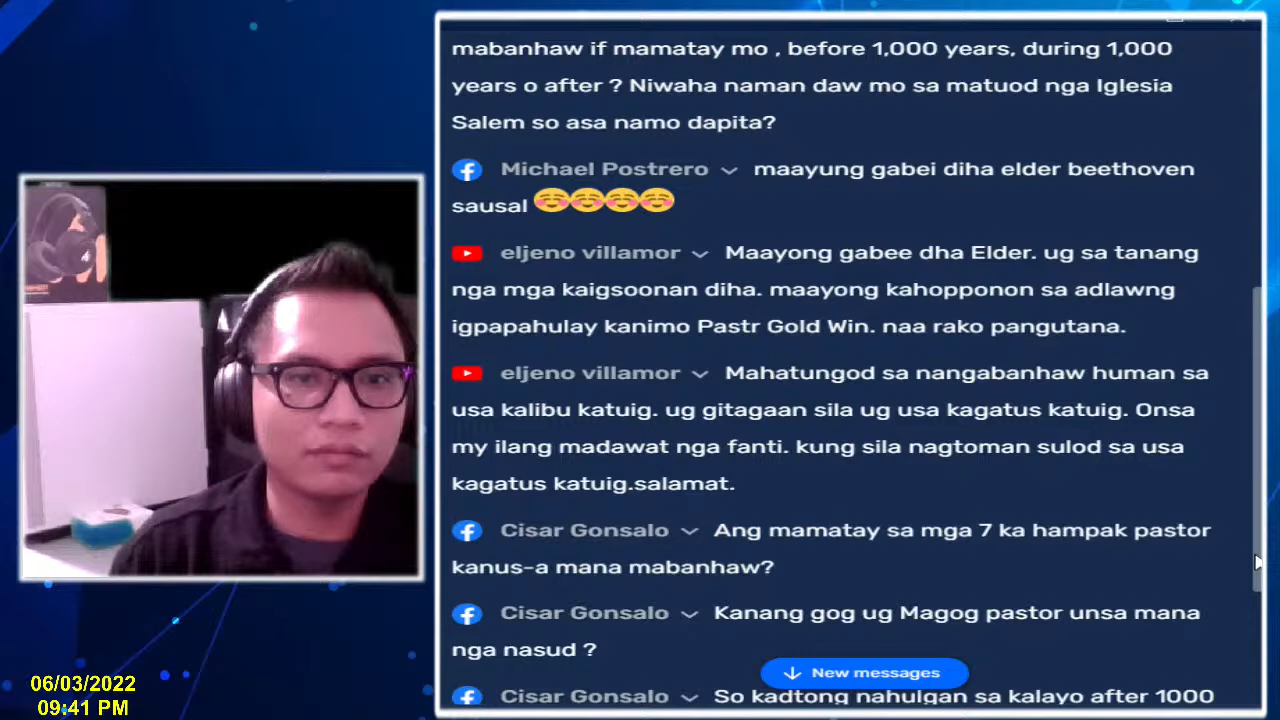 mabanhaw if mamatay mo , before 1,000 years, during 1,000
years o after ? Niwaha naman daw mo sa matuod nga Iglesia
Salem so asa namo dapita?
Michael Postrero maayung gabei diha elder beethoven
sausal ☺️☺️☺️☺️
eljeno villamor Maayong gabee dha Elder. ug sa tanang
nga mga kaigsoonan diha. maayong kahopponon sa adlawng
igpapahulay kanimo Pastr Gold Win. naa rako pangutana.
eljeno villamor Mahatungod sa nangabanhaw human sa
usa kalibu katuig. ug gitagaan sila ug usa kagatus katuig. Onsa
my ilang madawat nga fanti. kung sila nagtoman sulod sa usa
kagatus katuig.salamat.
Cisar Gonsalo Ang mamatay sa mga 7 ka hampak pastor
kanus-a mana mabanhaw?
Cisar Gonsalo Kanang gog ug Magog pastor unsa mana
nga nasud ?
New messages
Cisar Gonsalo So kadtong nahulgan sa kalayo after 1000
06/03/2022
09:41 PM